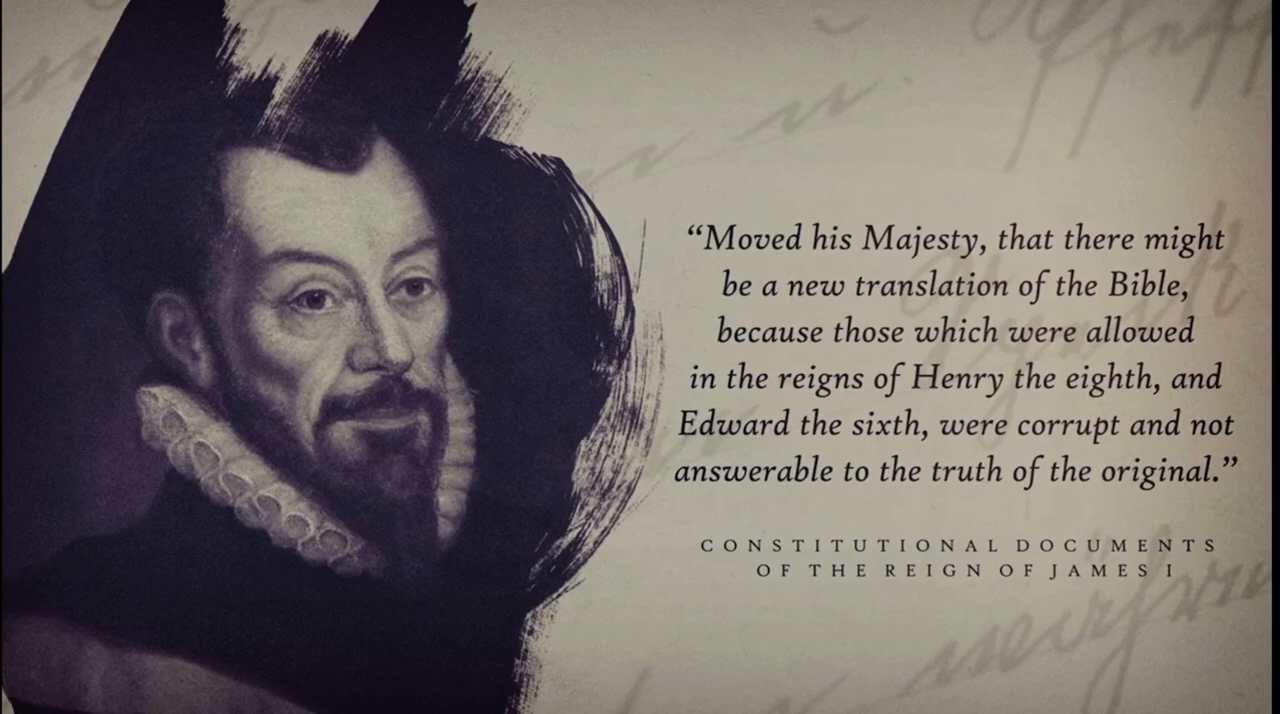 “Moved his Majesty, that there might
be a new translation of the Bible,
because those which were allowed
in the reigns of Henry the eighth, and
Edward the sixth, were corrupt and not
answerable to the truth of the original.”
CONSTITUTIONAL DOCUMENTS
OF THE REIGN OF JAMES I